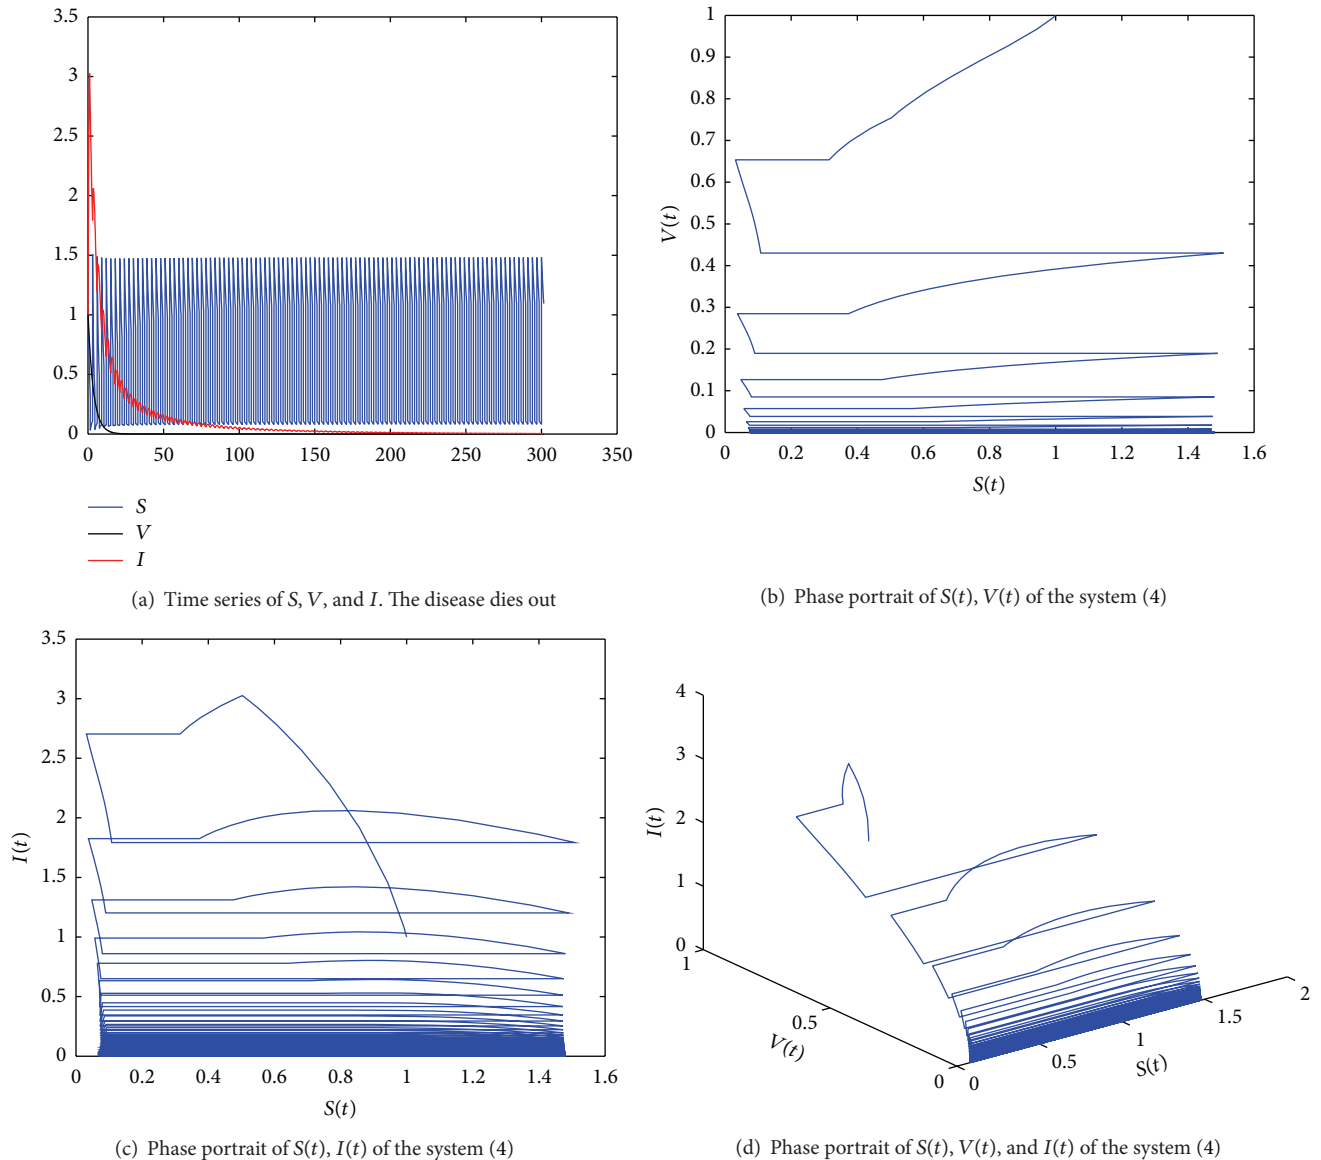 3.5
3
2.5
2
1.5
1
0.5
0
0 50 100 150 200 250 300 350
S
V
I
(a) Time series of S, V, and I. The disease dies out
1
0.9
0.8
0.7
0.6
0.5
0.4
0.3
0.2
0.1
0
V(t)
0 0.2 0.4 0.6 0.8 1 1.2 1.4 1.6
S(t)
(b) Phase portrait of S(t), V(t) of the system (4)
3.5
3
2.5
2
1.5
1
0.5
0
I(t)
0 0.2 0.4 0.6 0.8 1 1.2 1.4 1.6
S(t)
(c) Phase portrait of S(t), I(t) of the system (4)
4
3
2
1
0
I(t)
1
0.5
0
V(t)
0
0.5
1
1.5
2
S(t)
(d) Phase portrait of S(t), V(t), and I(t) of the system (4)